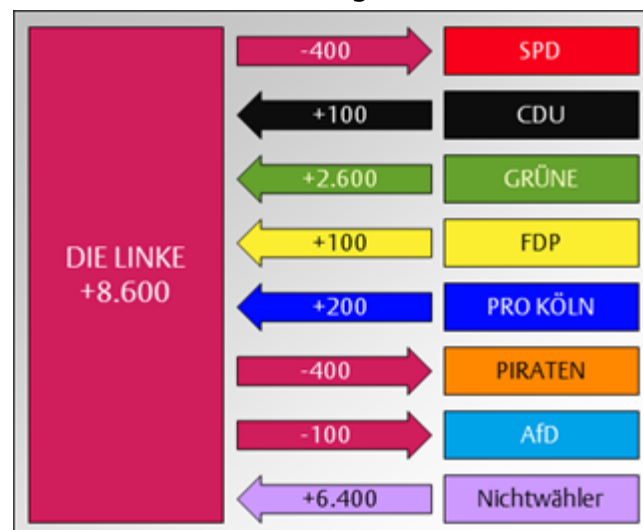 DIE LINKE
+8.600
-400
SPD
+100
CDU
+2.600
GRÜNE
+100
FDP
+200
PRO KÖLN
-400
PIRATEN
-100
AfD
+6.400
Nichtwähler